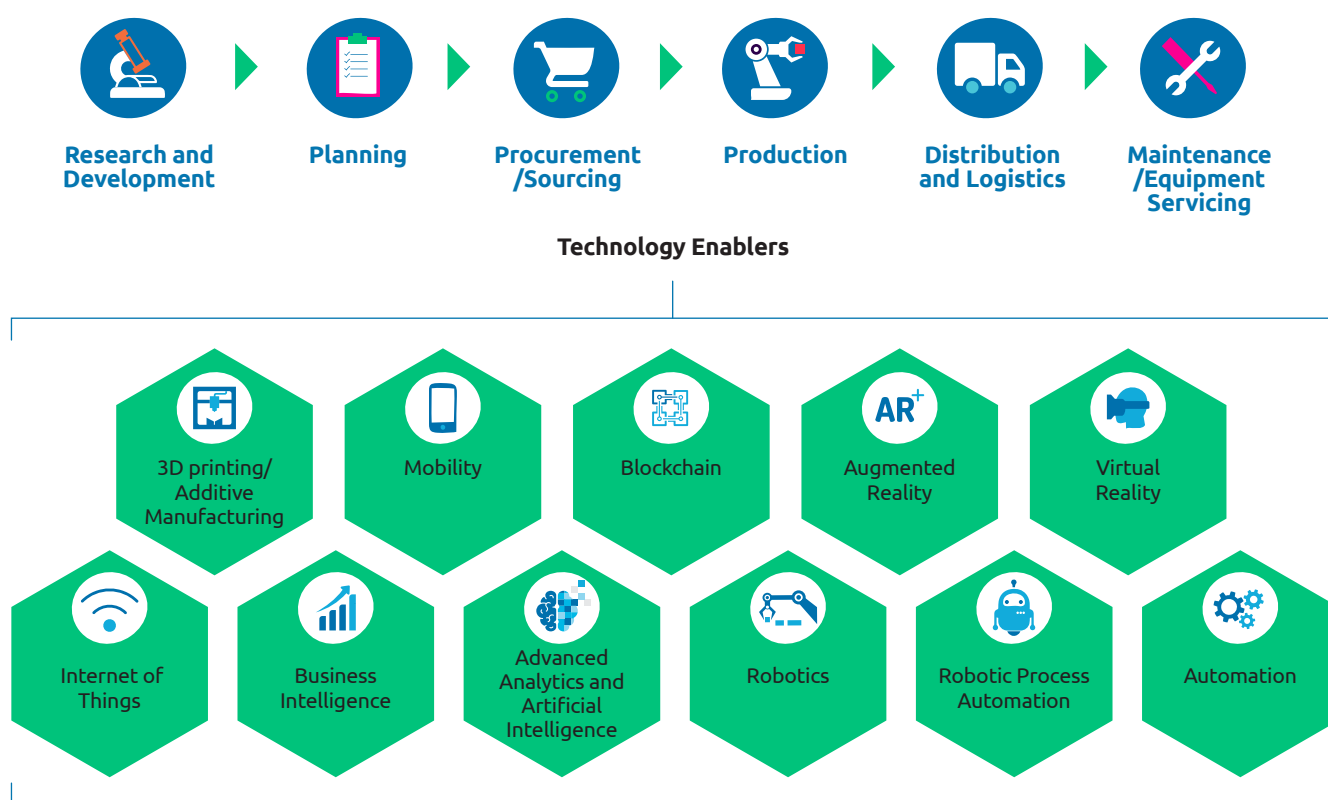 Research and
Development
Planning
Procurement
/Sourcing
Production
Distribution
and Logistics
Maintenance
/Equipment
Servicing
Technology Enablers
3D printing/
Additive
Manufacturing
Mobility
Blockchain
AR+
Augmented
Reality
Virtual
Reality
Internet of
Things
Business
Intelligence
Advanced
Analytics and
Artificial
Intelligence
Robotics
Robotic Process
Automation
Automation